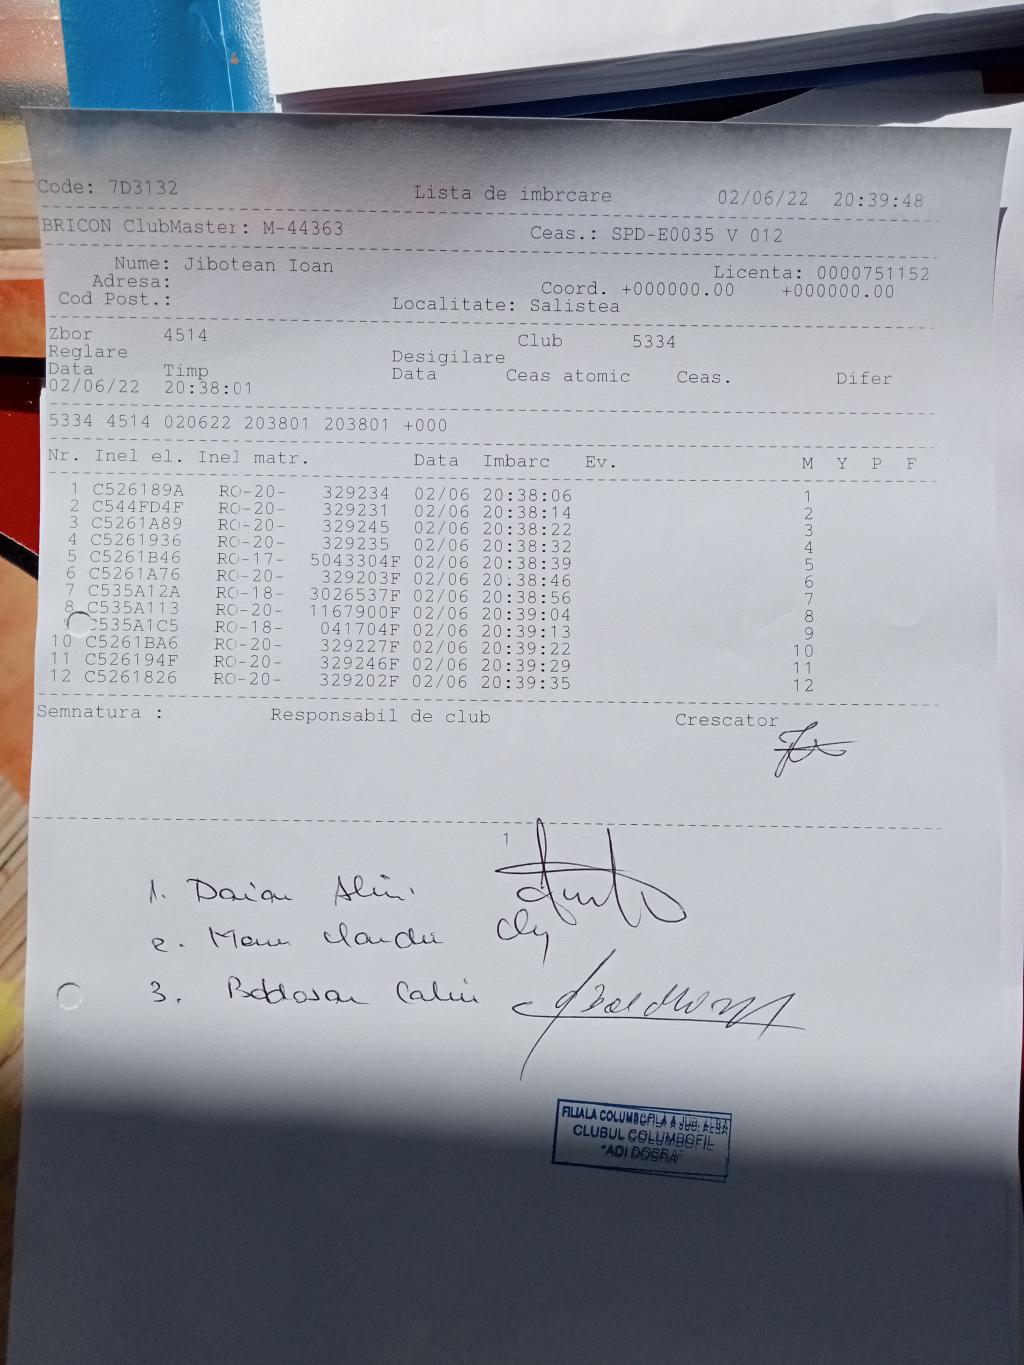 Code: 7D3132 Lista de imbrcare 02/06/22 20:39:48
BRICON ClubMaster: M-44363 Ceas.: SPD-E0035 V 012
Nume: Jibotean Ioan Licenta: 0000751152
Adresa: Coord. +000000.00 +000000.00
Cod Post.: Localitate: Salistea
Zbor 4514 Club 5334
Reglare Desigilare
Data Timp Data Ceas atomic Ceas. Difer
02/06/22 20:38:01
5334 4514 020622 203801 203801 +000
Nr. Inel el. Inel matr. Data Imbarc Ev. M Y P F
1 C526189A RO-20- 329234 02/06 20:38:06 1
2 C544FD4F RO-20- 329231 02/06 20:38:14 2
3 C5261A89 RO-20- 329245 02/06 20:38:22 3
4 C5261936 RO-20- 329235 02/06 20:38:32 4
5 C5261B46 RO-17- 5043304F 02/06 20:38:39 5
6 C5261A76 RO-20- 329203F 02/06 20:38:46 6
7 C535A12A RO-18- 3026537F 02/06 20:38:56 7
8 C535A113 RO-20- 1167900F 02/06 20:39:04 8
C535A1C5 RO-18- 041704F 02/06 20:39:13 9
10 C5261BA6 RO-20- 329227F 02/06 20:39:22 10
11 C526194F RO-20- 329246F 02/06 20:39:29 11
12 C5261826 RO-20- 329202F 02/06 20:39:35 12
Semnatura : Responsabil de club Crescator
1
1. Daian Alin
2.
3. Calin
FILIALA COLUMBOFILA A JUD. ALBA
CLUBUL COLUMBOFIL
"ADI DOBRA"